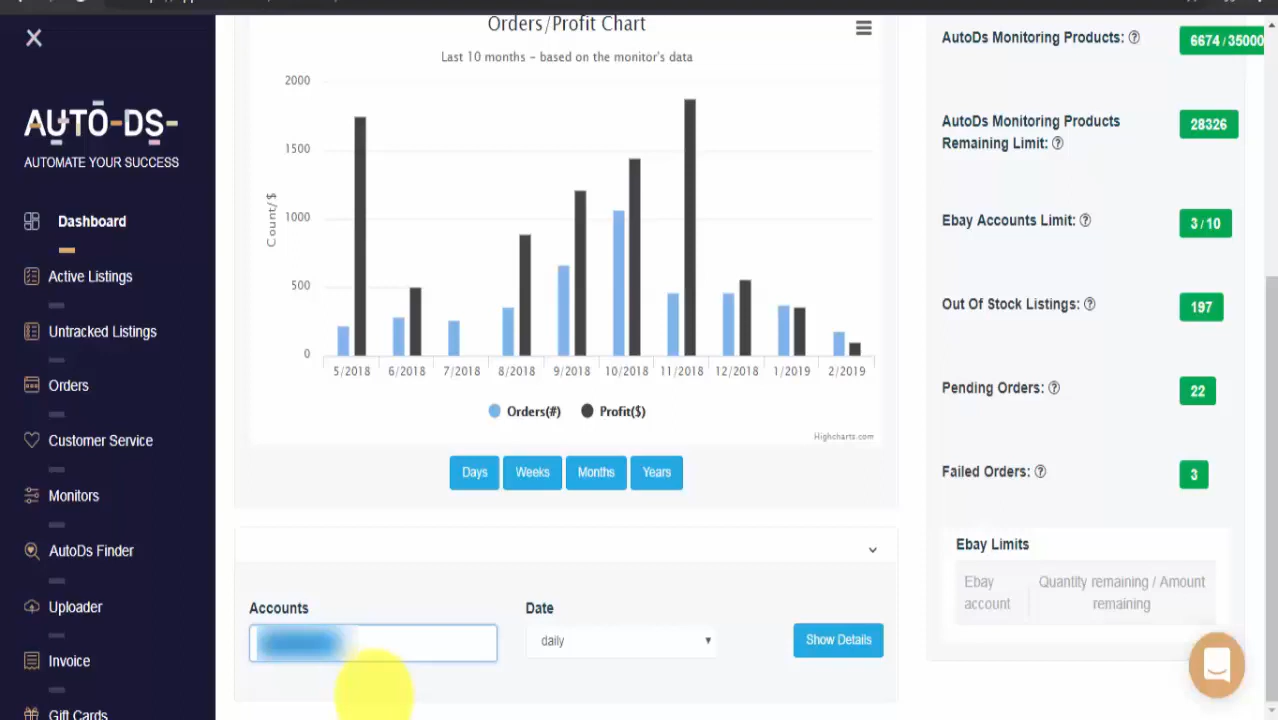 AUTO-DS-
AUTOMATE YOUR SUCCESS
Dashboard
Active Listings
Untracked Listings
Orders
Customer Service
Monitors
AutoDs Finder
Uploader
Invoice
Gift Cards
Orders/Profit Chart
Last 10 months - based on the monitor's data
Count/$
2000
1500
1000
500
0
5/2018 6/2018 7/2018 8/2018 9/2018 10/2018 11/2018 12/2018 1/2019 2/2019
Orders(#) Profit($)
Highcharts.com
Days Weeks Months Years
Accounts
Date
daily
Show Details
AutoDs Monitoring Products: ? 6674 / 35000
AutoDs Monitoring Products
Remaining Limit: ? 28326
Ebay Accounts Limit: ? 3 / 10
Out Of Stock Listings: ? 197
Pending Orders: ? 22
Failed Orders: ? 3
Ebay Limits
Ebay
account
Quantity remaining / Amount
remaining